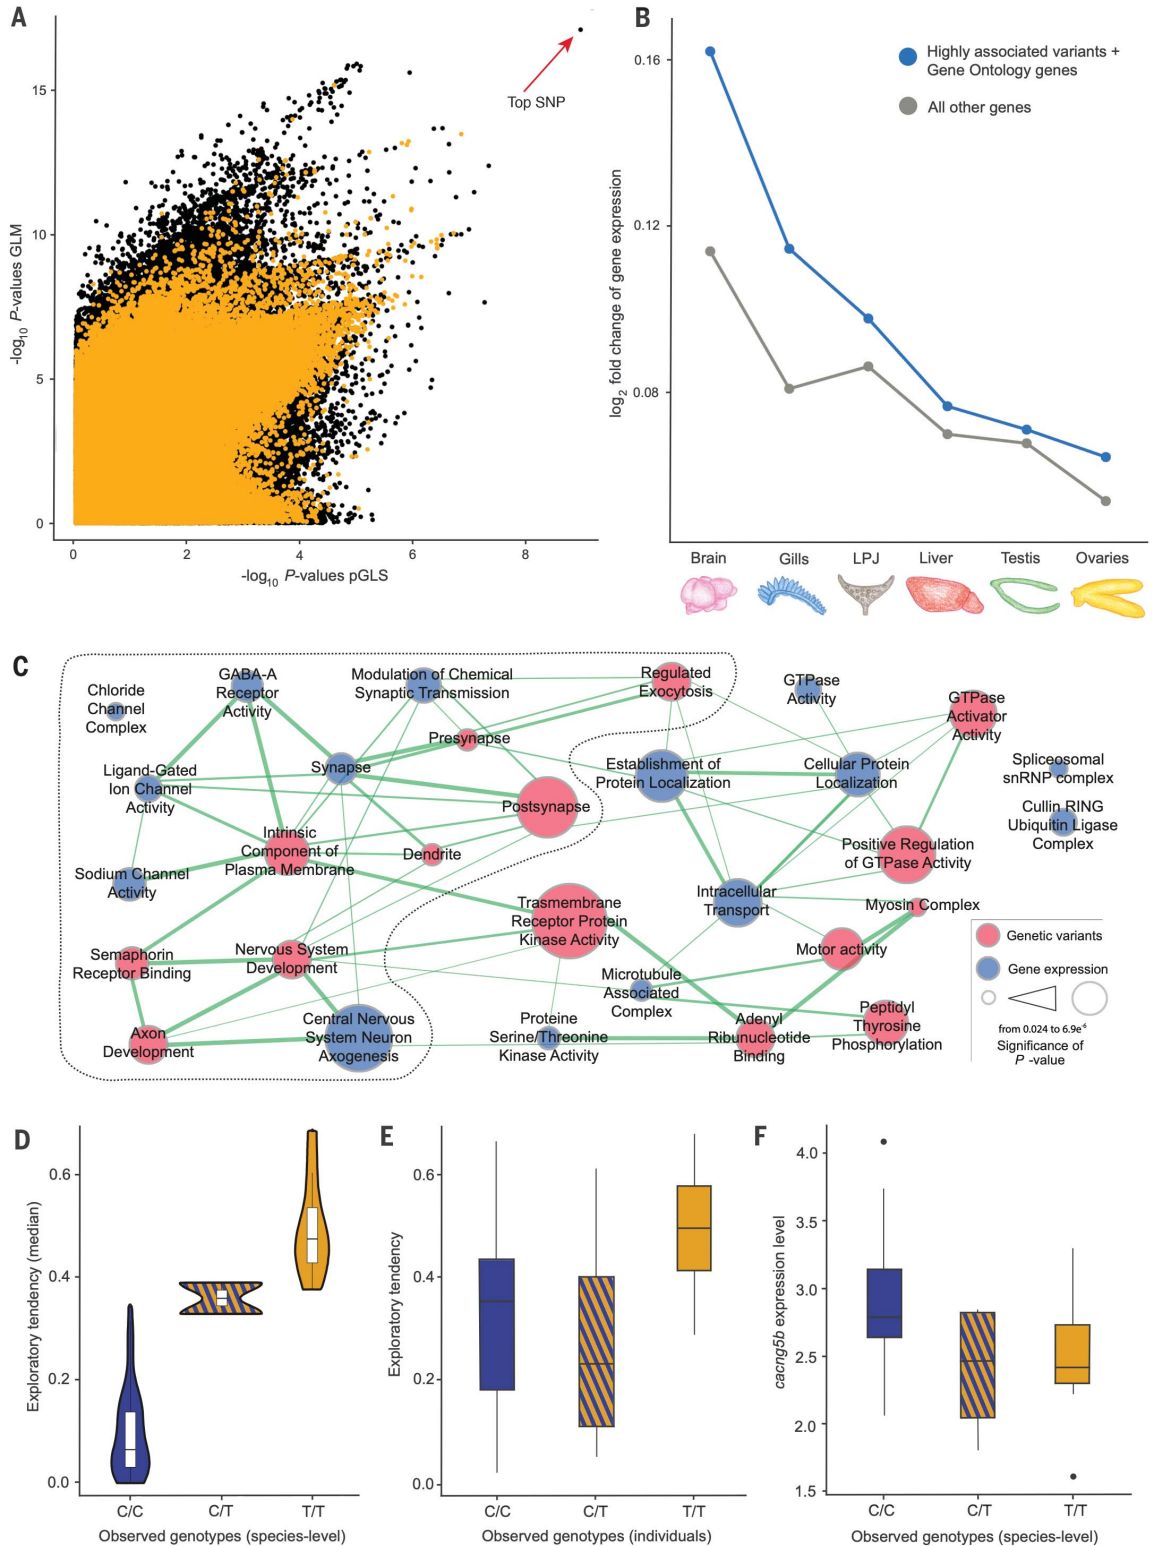 A
15
10
5
0
-log10 P-values GLM
Top SNP
0
2
4
6
8
-log10 P-values pGLS
B
0.16
0.12
0.08
log2 fold change of gene expression
Highly associated variants +
Gene Ontology genes
All other genes
Brain
Gills
LPJ
Liver
Testis
Ovaries
C
Chloride
Channel
Complex
GABA-A
Receptor
Activity
Modulation of Chemical
Synaptic Transmission
Regulated
Exocytosis
GTPase
Activity
GTPase
Activator
Activity
Presynapse
Ligand-Gated
Ion Channel
Activity
Synapse
Establishment of
Protein Localization
Cellular Protein
Localization
Spliceosomal
snRNP complex
Postsynapse
Cullin RING
Ubiquitin Ligase
Complex
Intrinsic
Component of
Plasma Membrane
Dendrite
Positive Regulation
of GTPase Activity
Sodium Channel
Activity
Trasmembrane
Receptor Protein
Kinase Activity
Intracellular
Transport
Myosin Complex
Semaphorin
Receptor Binding
Nervous System
Development
Motor activity
Microtubule
Associated
Complex
Axon
Development
Central Nervous
System Neuron
Axogenesis
Proteine
Serine/Threonine
Kinase Activity
Adenyl
Ribunucleotide
Binding
Peptidyl
Thyrosine
Phosphorylation
Genetic variants
Gene expression
from 0.024 to 6.9e-6
Significance of
P -value
D
0.6
0.4
0.2
0.0
Exploratory tendency (median)
C/C
C/T
T/T
Observed genotypes (species-level)
E
0.6
0.4
0.2
0.0
Exploratory tendency
C/C
C/T
T/T
Observed genotypes (individuals)
F
4.0
3.5
3.0
2.5
2.0
1.5
cacng5b expression level
C/C
C/T
T/T
Observed genotypes (species-level)